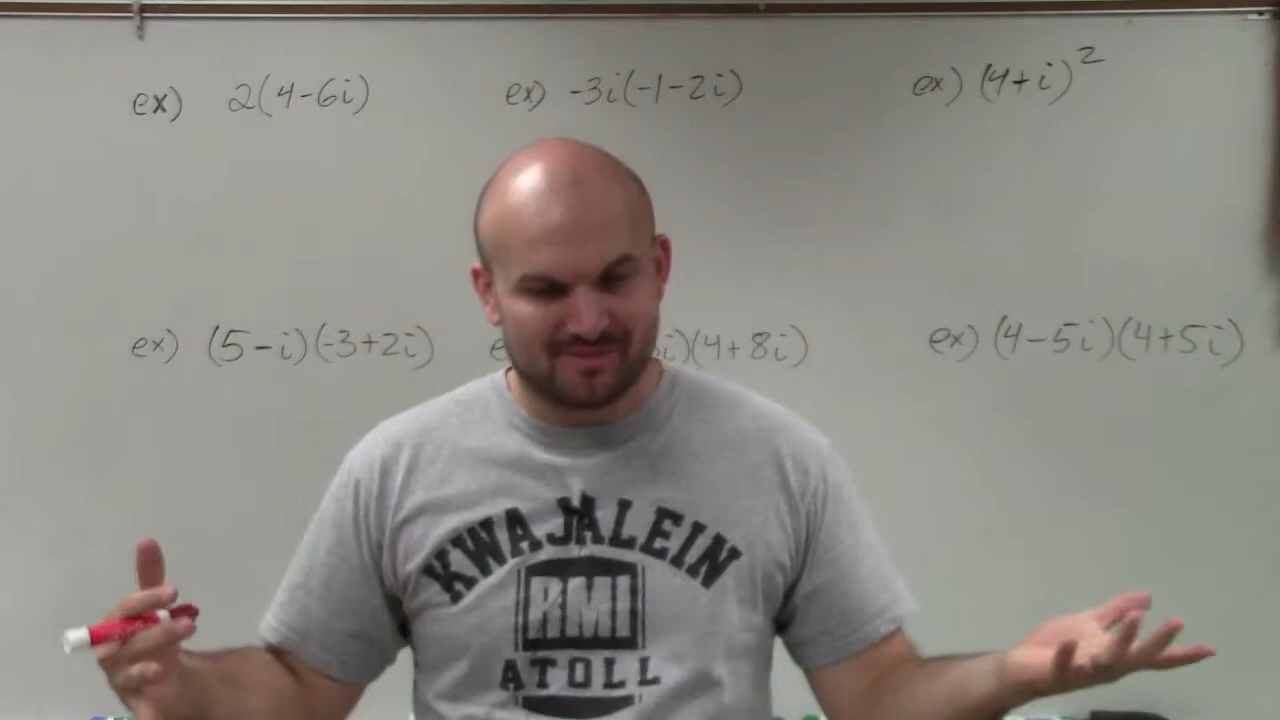 ex) 2(4-6i)
ex) -3i(-1-2i)
ex) (4+i)²
ex) (5-i)(-3+2i)
i)(4+8i)
ex) (4-5i)(4+5i)
KWAJALEIN
RMI
ATOLL